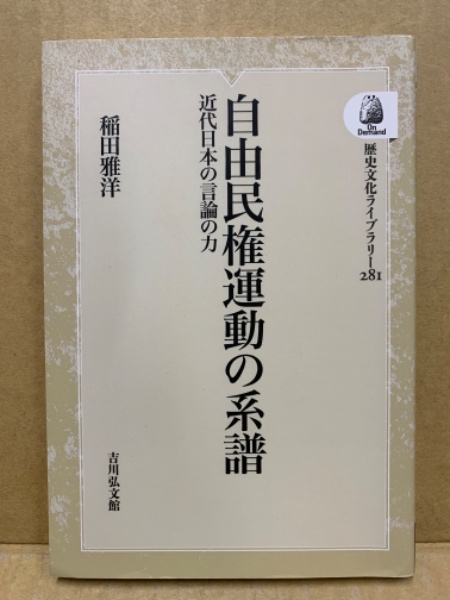 On
Demand
歴史文化ライブラリー
281
自由民権運動の系譜
近代日本の言論の力
稲田雅洋
吉川弘文館